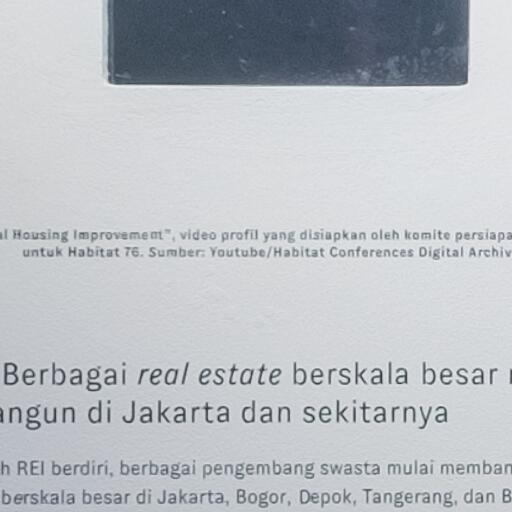 al Housing Improvement", video profil yang disiapkan oleh komite persiapa
untuk Habitat 76. Sumber: Youtube/Habitat Conferences Digital Archiv
Berbagai real estate berskala besar
angun di Jakarta dan sekitarnya
h REI berdiri, berbagai pengembang swasta mulai memban
berskala besar di Jakarta, Bogor, Depok, Tangerang, dan B